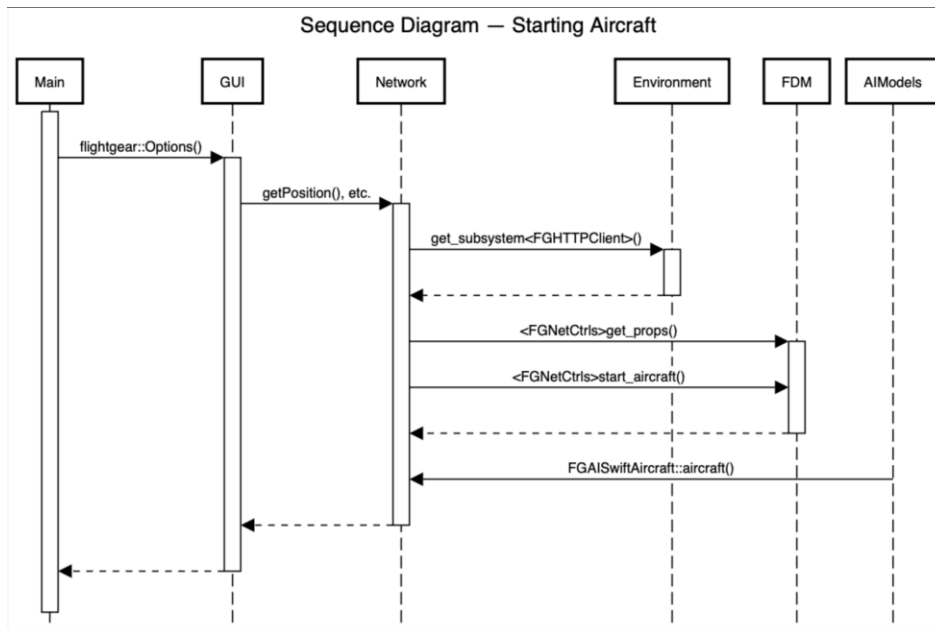 Sequence Diagram — Starting Aircraft
Main
GUI
Network
Environment
FDM
AIModels
flightgear::Options()
getPosition(), etc.
get_subsystem<FGHTTPClient>()
<FGNetCtrls>get_props()
<FGNetCtrls>start_aircraft()
FGAISwiftAircraft::aircraft()